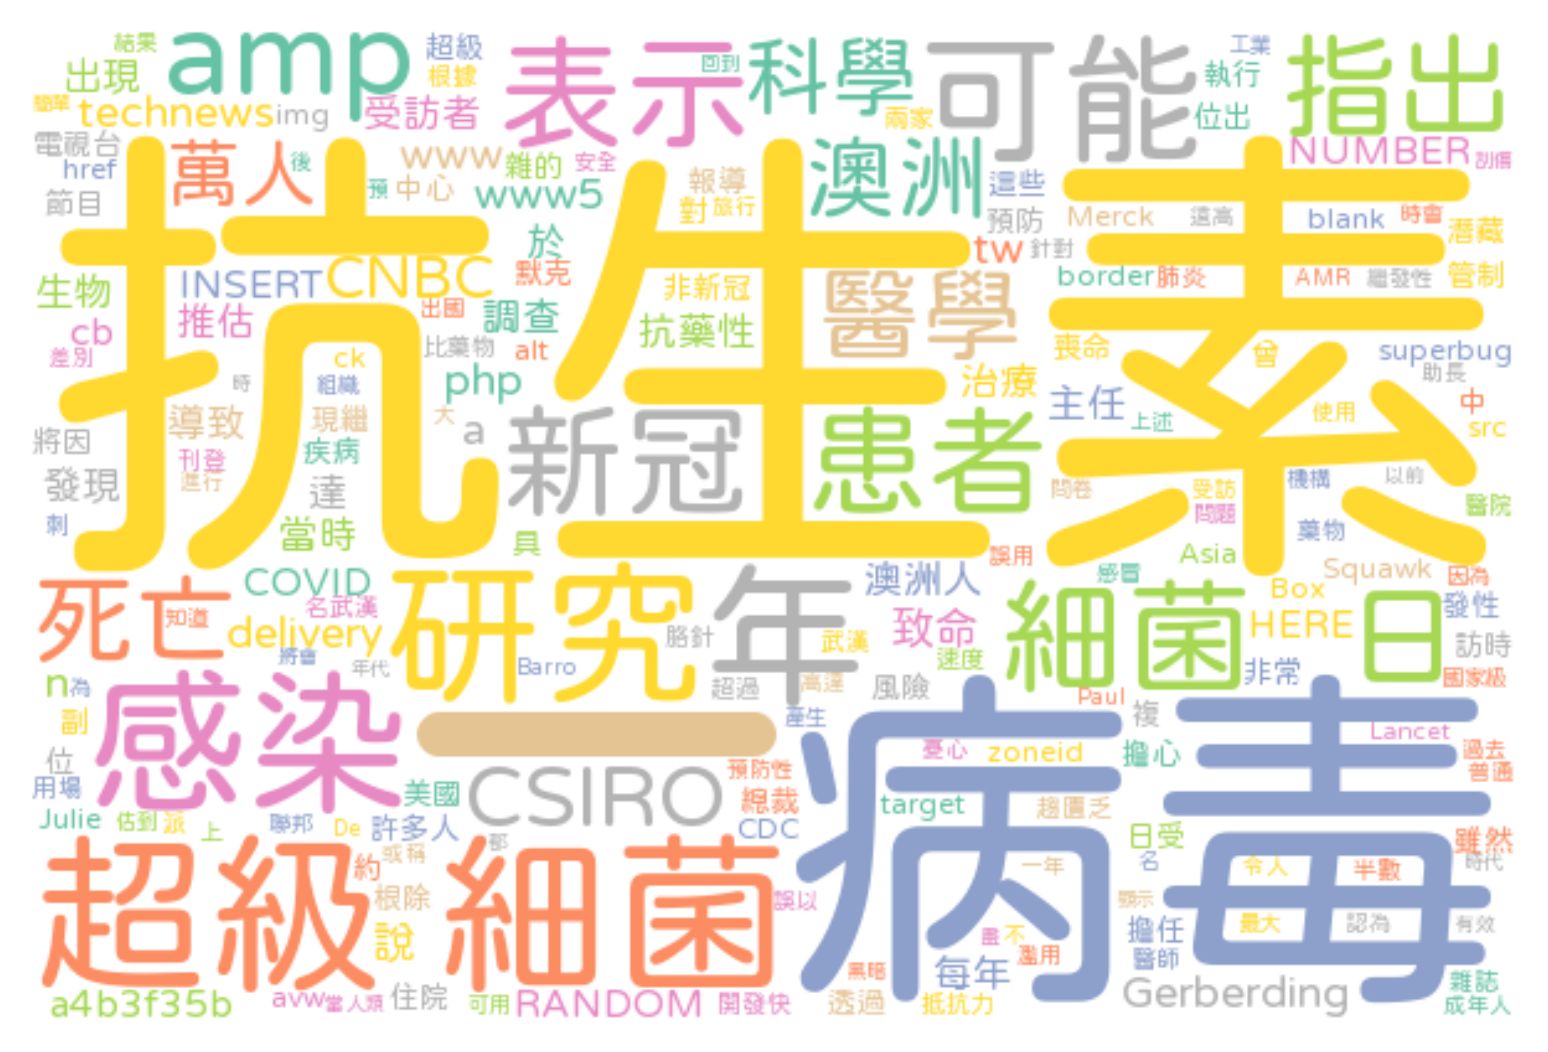 結果
amp
超級
表示
回到
科學
可能
工業
指出
出現
根據
執行
簡單
technews
img
受訪者
兩家
位出
電視台
萬人
後
www
雜的
安全
澳洲
NUMBER
刮傷
href
預
中心
www5
報導
這些
節目
對
旅行
預防
Merck
遠高
blank
時會
潛藏
抗生素
於
tw
針對
生物
INSERT
CNBC
默克
非新冠
醫學
border
肺炎
AMR
繼發性
管制
cb
推估
出國
調查
抗藥性
差別
ck
比藥物
alt
喪命
曾
superbug
時
組織
php
治療
助長
導致
現繼
大
a
新冠
患者
主任
上述
使用
中
src
將因
刊登
疾病
發現
進行
達
問卷
受訪
機構
以前
刺
當時
具
問題
藥物
醫院
誤用
Asia
死亡
COVID
研究
年
澳洲人
感冒
Squawk
因為
知道
名武漢
細菌
Box
日
發性
delivery
胳針
武漢
致命
HERE
訪時
將會
年代
Barro
速度
n
為
感染
超過
高達
風險
非常
國家級
副
一
產生
病毒
Paul
複
Lancet
位
憂心
zoneid
擔心
過去
用場
美國
CSIRO
預防性
普通
總裁
target
趨匱乏
Julie
估到
派
上
聯邦
De
許多人
CDC
日受
雖然
超級細菌
約
或稱
都
一年
名
令人
半數
時代
根除
誤以
顯示
說
盡
不
擔任
最大
認為
有效
黑暗
每年
濫用
醫師
a4b3f35b
avw
當
人類
住院
可用
RANDOM
開發快
透過
抵抗力
Gerberding
雜誌
成年人